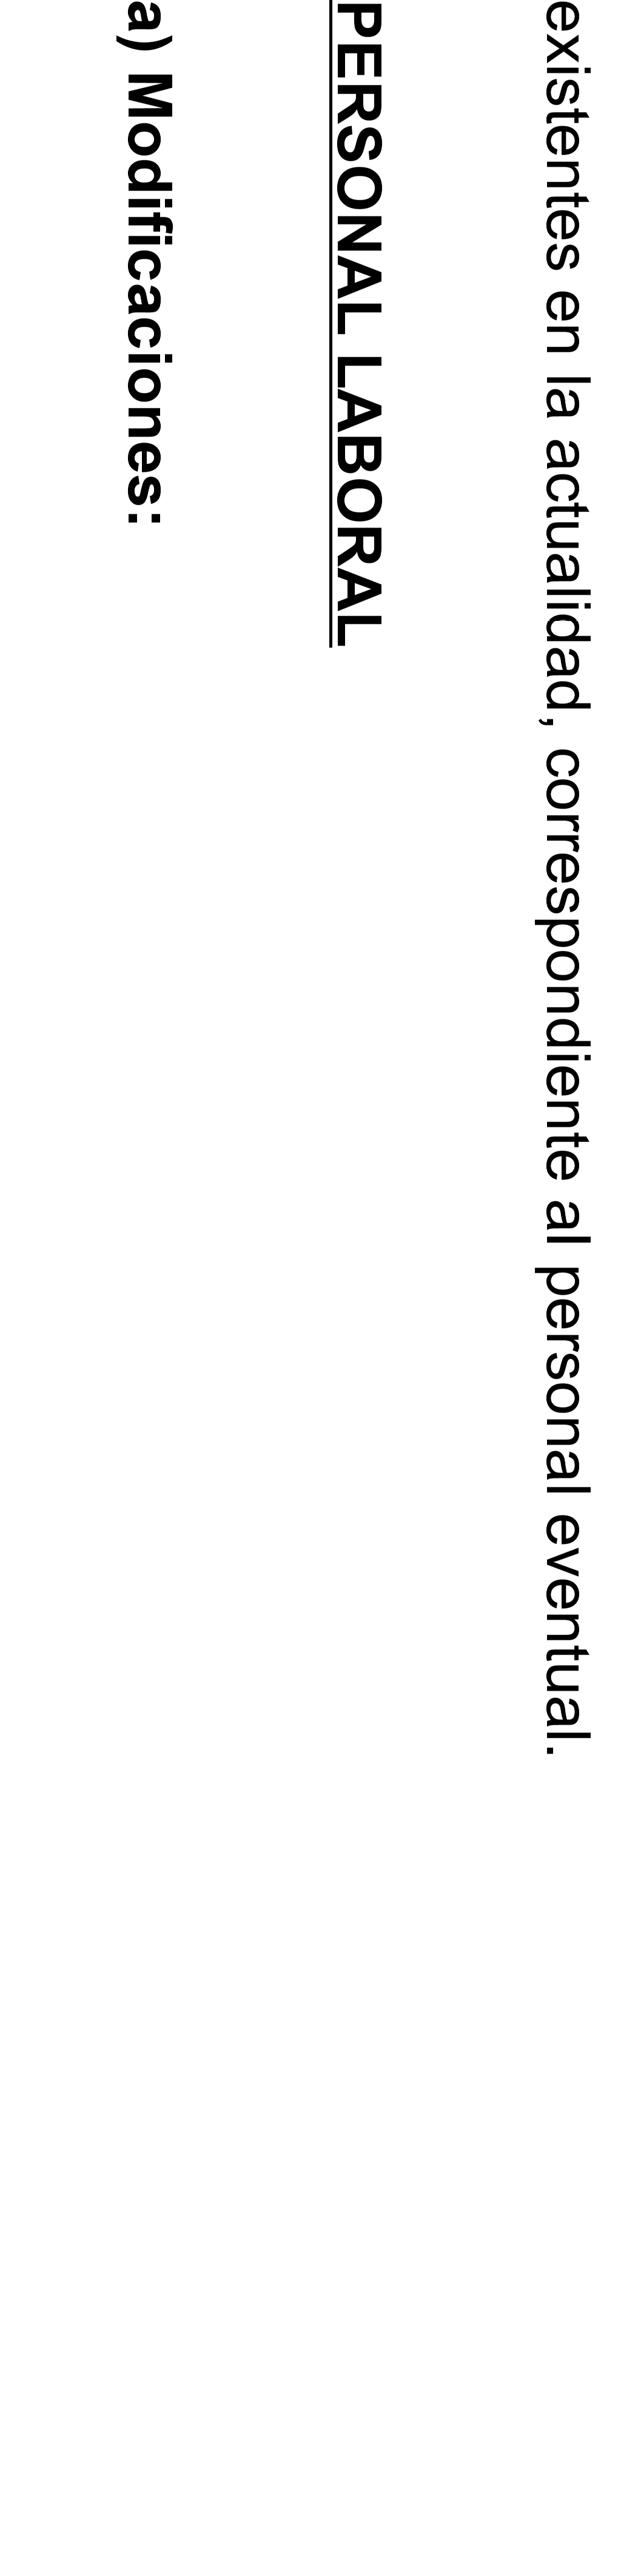 existentes en la actualidad, correspondiente al personal eventual.
PERSONAL LABORAL
a) Modificaciones: